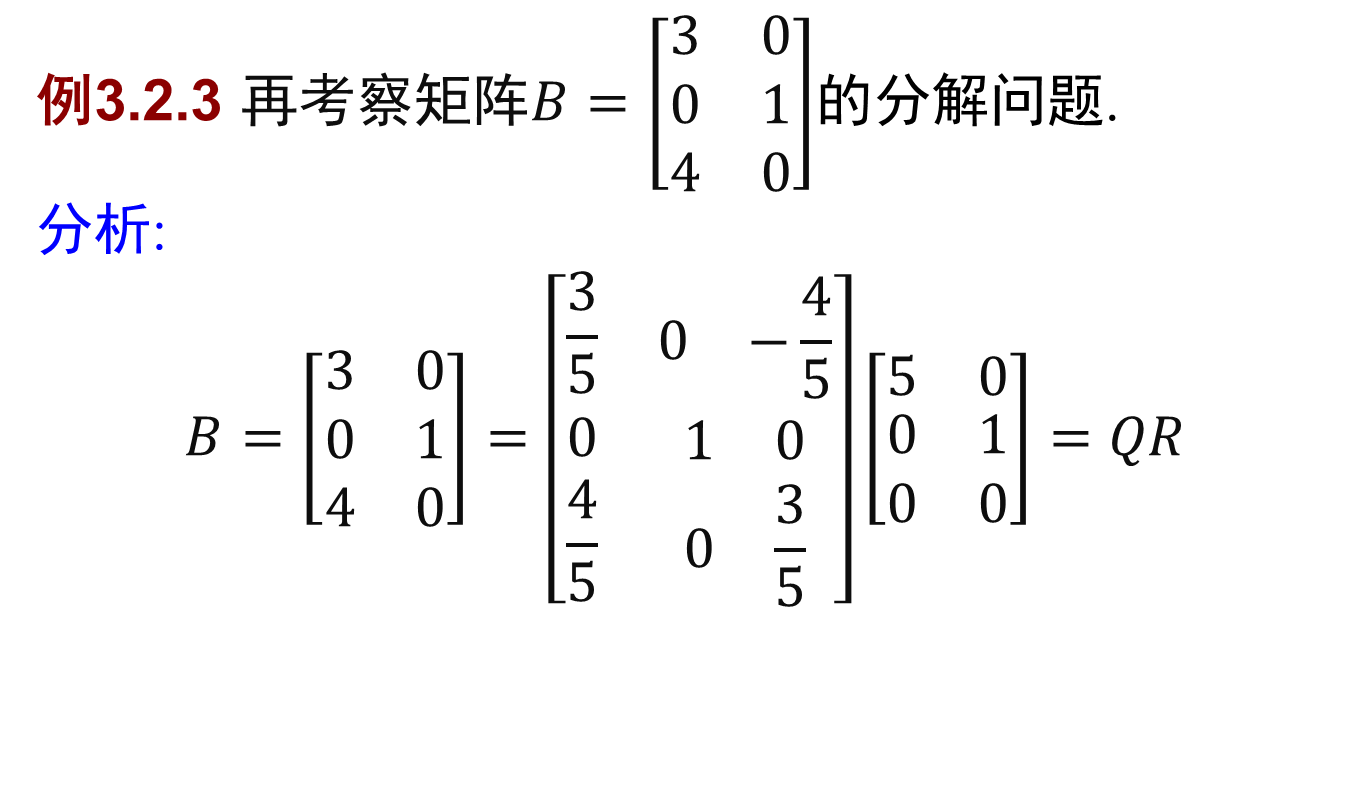 例3.2.3 再考察矩阵B = [3 0; 0 1; 4 0]的分解问题.
分析:
B = [3 0; 0 1; 4 0] = [3/5 0 −4/5; 0 1 0; 4/5 0 3/5] [5 0; 0 1; 0 0] = QR